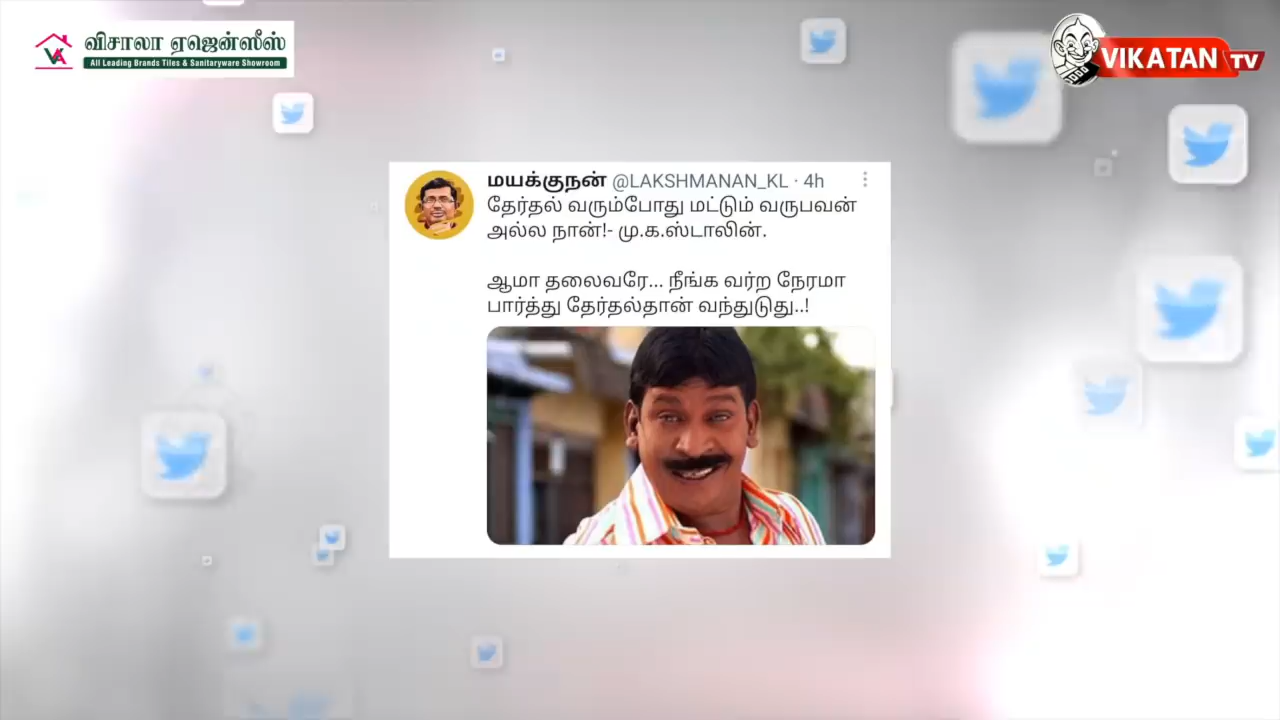 விசாலா ஏஜென்ஸீஸ்
All Leading Brands Tiles & Sanitaryware Showroom
VIKATAN TV
மயக்குநன் @LAKSHMANAN_KL · 4h
தேர்தல் வரும்போது மட்டும் வருபவன்
அல்ல நான்!- மு.க.ஸ்டாலின்.
ஆமா தலைவரே... நீங்க வர்ற நேரமா
பார்த்து தேர்தல்தான் வந்துடுது..!